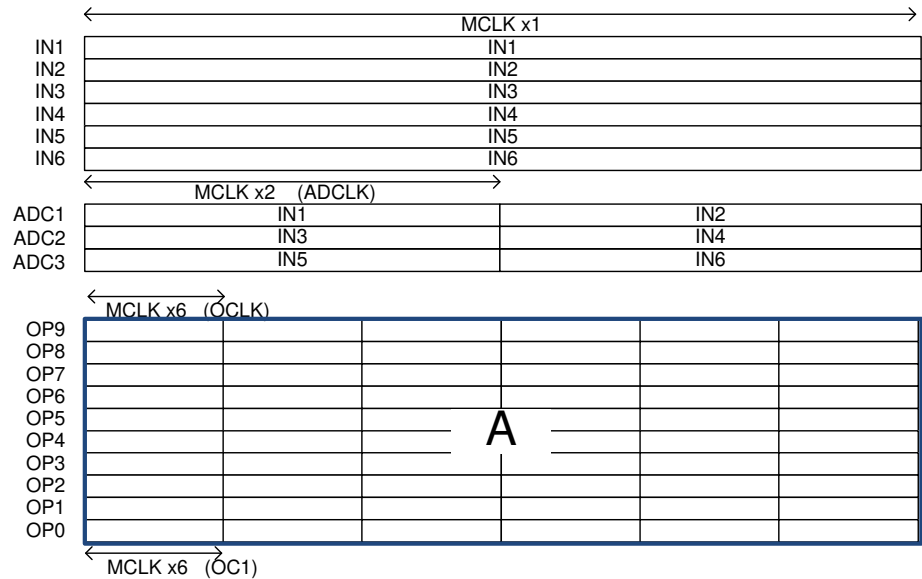 MCLK x1
IN1 IN1
IN2 IN2
IN3 IN3
IN4 IN4
IN5 IN5
IN6 IN6
MCLK x2 (ADCLK)
ADC1 IN1 IN2
ADC2 IN3 IN4
ADC3 IN5 IN6
MCLK x6 (OCLK)
OP9
OP8
OP7
OP6
OP5
A
OP4
OP3
OP2
OP1
OP0
MCLK x6 (OC1)